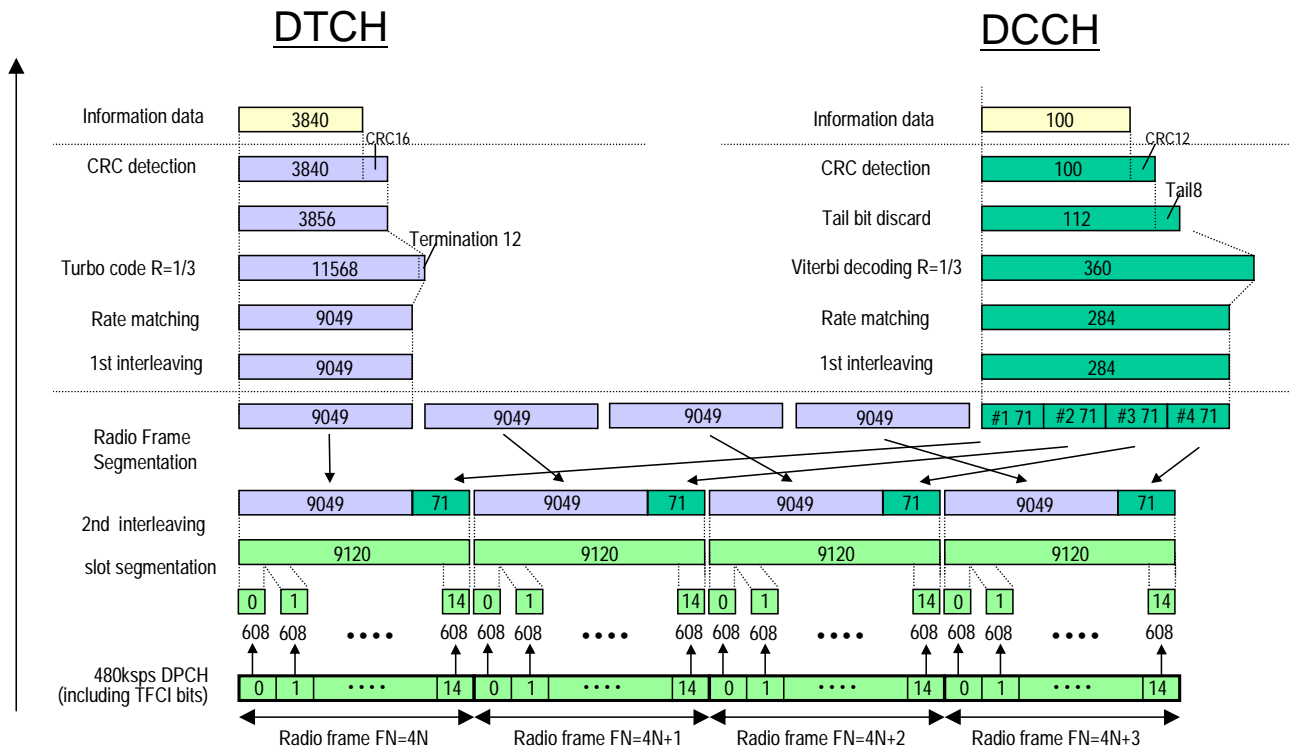 DTCH DCCH
Information data 3840 Information data 100
CRC16 CRC12
CRC detection 3840 CRC detection 100
Tail8
3856 Tail bit discard 112
Termination 12
Turbo code R=1/3 11568 Viterbi decoding R=1/3 360
Rate matching 9049 Rate matching 284
1st interleaving 9049 1st interleaving 284
9049 9049 9049 9049 #1 71 #2 71 #3 71 #4 71
Radio Frame
Segmentation
9049 71 9049 71 9049 71 9049 71
2nd interleaving
9120 9120 9120 9120
slot segmentation
0 1 14 0 1 14 0 1 14 0 1 14
608 608 •••• 608 608 608 •••• 608 608 608 •••• 608 608 608 •••• 608
480ksps DPCH
(including TFCI bits)
0 1 •••• 14 0 1 •••• 14 0 1 •••• 14 0 1 •••• 14
Radio frame FN=4N Radio frame FN=4N+1 Radio frame FN=4N+2 Radio frame FN=4N+3